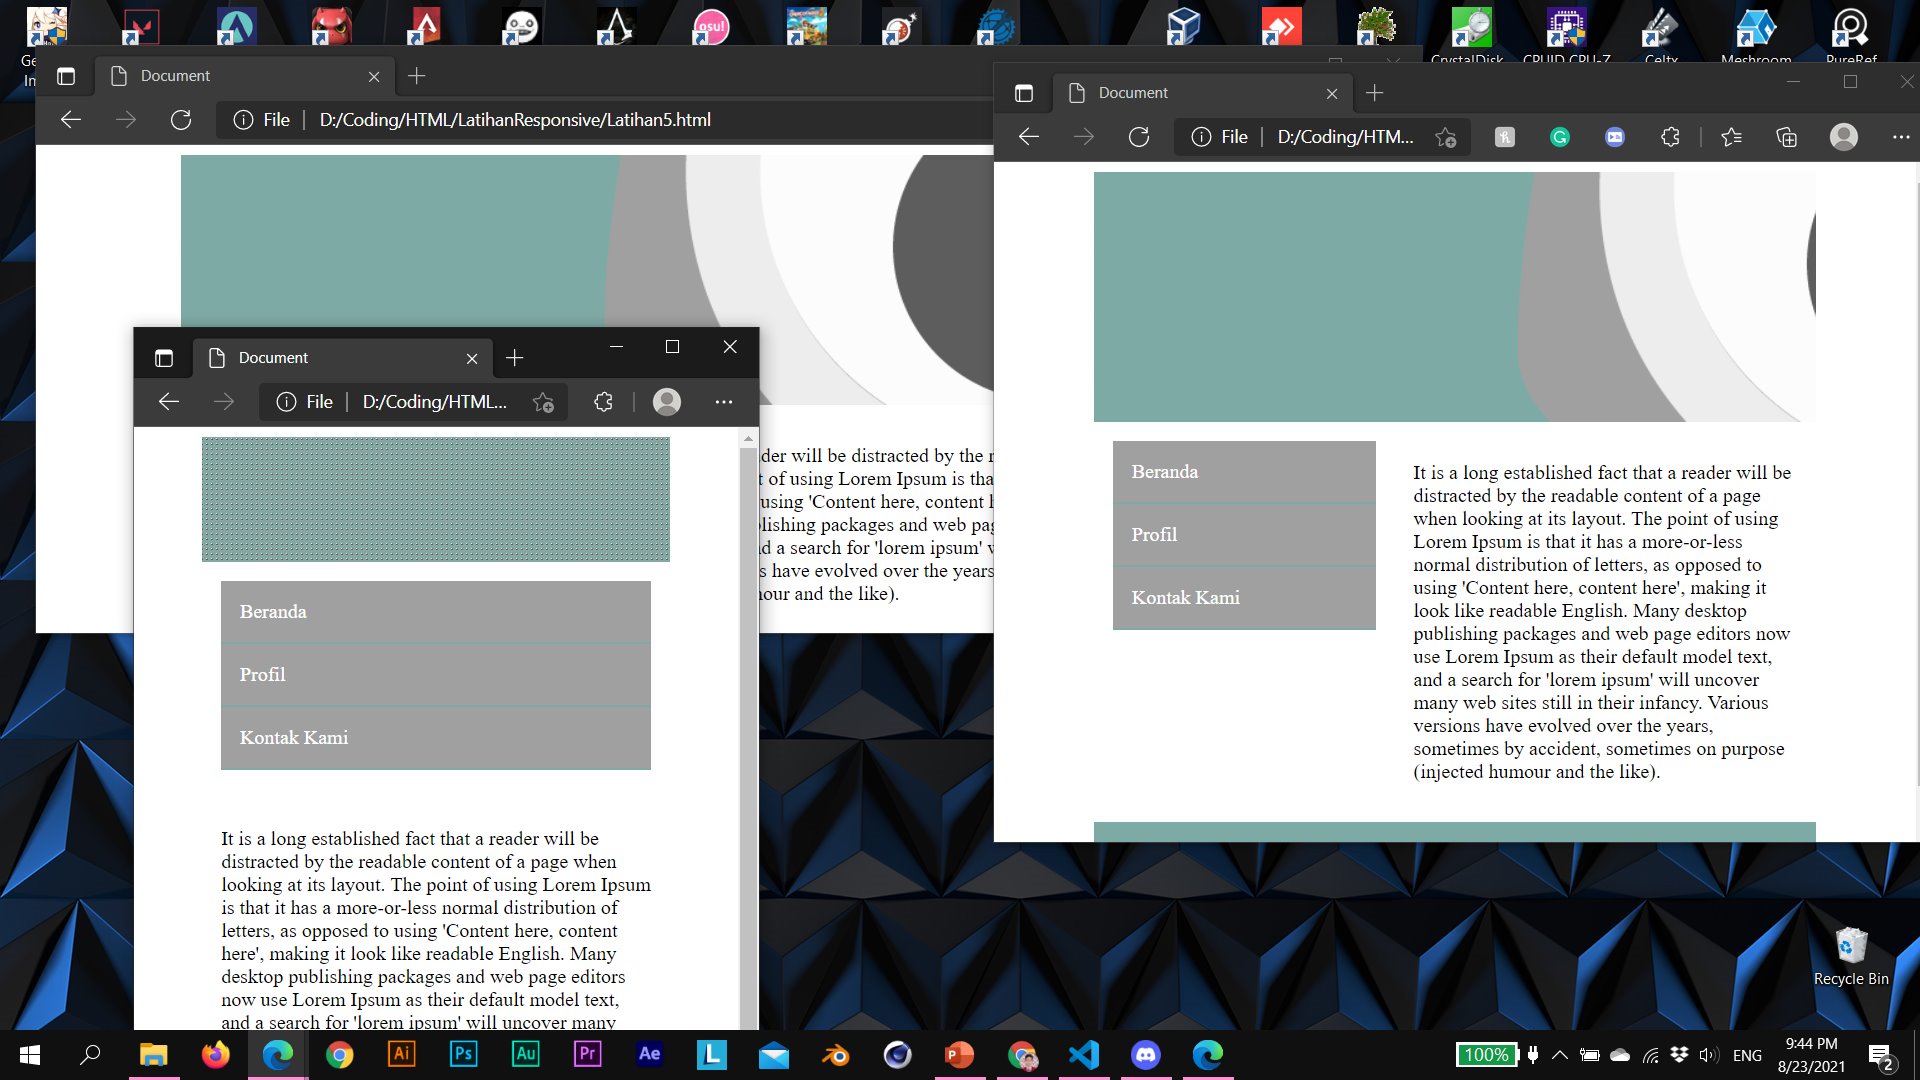 osu!
Ge
In
CrystalDisk
CPUID CPU-Z
Celtx
Meshroom
PureRef
Document
File
D:/Coding/HTML/LatihanResponsive/Latihan5.html
der will be distracted by the r
t of using Lorem Ipsum is tha
using 'Content here, content h
blishing packages and web pag
d a search for 'lorem ipsum' w
s have evolved over the years
our and the like).
Document
File
D:/Coding/HTM...
Beranda
Profil
Kontak Kami
It is a long established fact that a reader will be
distracted by the readable content of a page
when looking at its layout. The point of using
Lorem Ipsum is that it has a more-or-less
normal distribution of letters, as opposed to
using 'Content here, content here', making it
look like readable English. Many desktop
publishing packages and web page editors now
use Lorem Ipsum as their default model text,
and a search for 'lorem ipsum' will uncover
many web sites still in their infancy. Various
versions have evolved over the years,
sometimes by accident, sometimes on purpose
(injected humour and the like).
Document
File
D:/Coding/HTML...
Beranda
Profil
Kontak Kami
It is a long established fact that a reader will be
distracted by the readable content of a page when
looking at its layout. The point of using Lorem Ipsum
is that it has a more-or-less normal distribution of
letters, as opposed to using 'Content here, content
here', making it look like readable English. Many
desktop publishing packages and web page editors
now use Lorem Ipsum as their default model text,
and a search for 'lorem ipsum' will uncover many
Recycle Bin
Ai
Ps
Au
Pr
Ae
L
100%
ENG
9:44 PM
8/23/2021
2